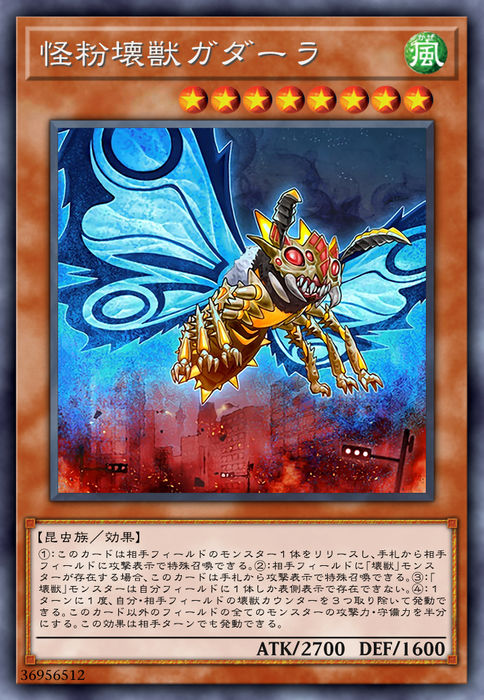 怪粉壊獣ガダーラ
かぜ
風
【昆虫族／効果】
①:このカードは相手フィールドのモンスター１体をリリースし、手札から相手
フィールドに攻撃表示で特殊召喚できる。②:相手フィールドに「壊獣」モン
スターが存在する場合、このカードは手札から攻撃表示で特殊召喚できる。③:「
壊獣」モンスターは自分フィールドに１体しか表側表示で存在できない。④:１
ターンに１度、自分・相手フィールドの壊獣カウンターを３つ取り除いて発動で
きる。このカード以外のフィールドの全てのモンスターの攻撃力・守備力を半分
にする。この効果は相手ターンでも発動できる。
ATK/2700 DEF/1600
36956512